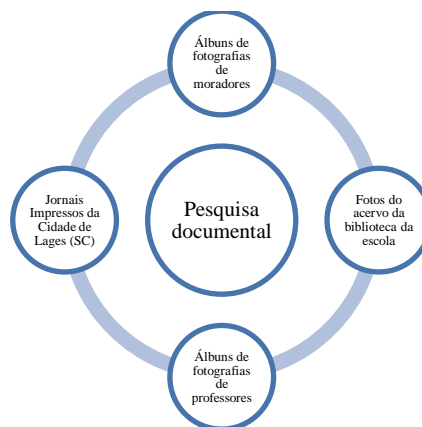 Álbuns de
fotografias
de
moradores
Jornais
Impressos da
Cidade de
Lages (SC)
Pesquisa
documental
Fotos do
acervo da
biblioteca da
escola
Álbuns de
fotografias
de
professores